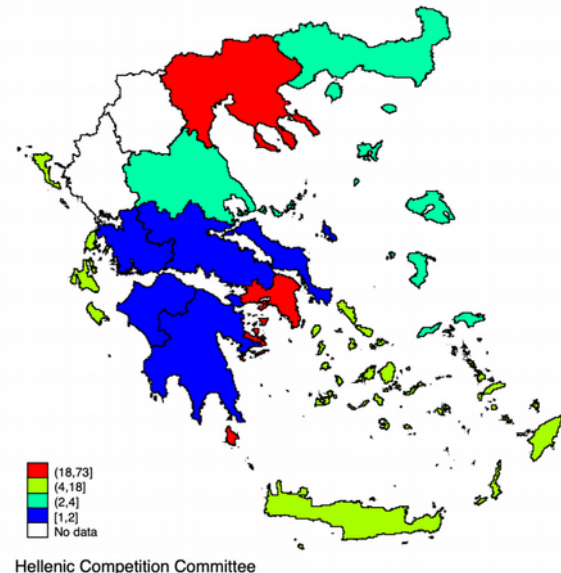 (18,73]
(4,18]
(2,4]
[1,2]
No data
Hellenic Competition Committee